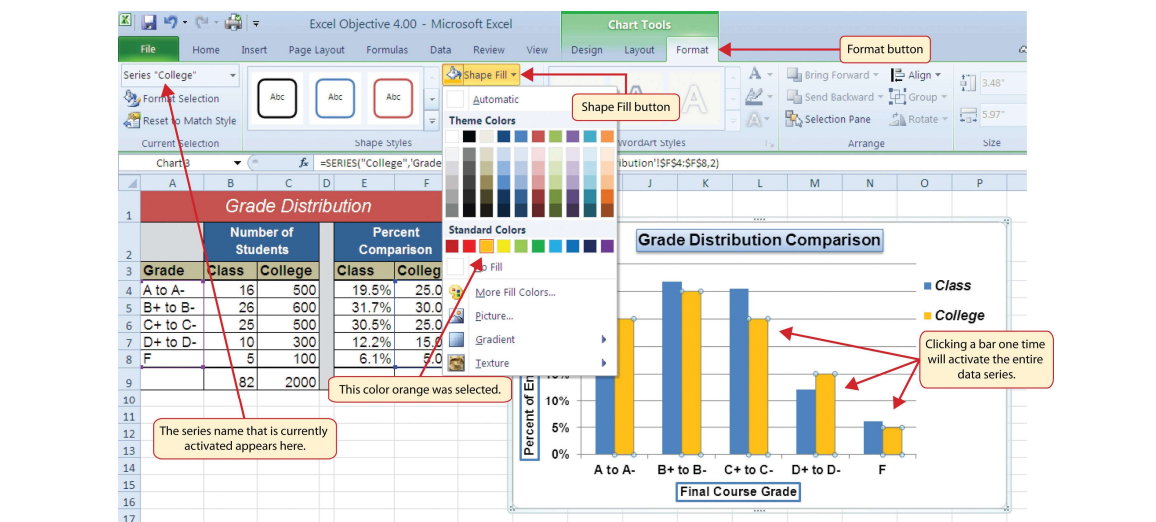 Excel Objective 4.00 - Microsoft Excel
Chart Tools
File Home Insert Page Layout Formulas Data Review View Design Layout Format
Format button
Series "College"
Format Selection
Reset to Match Style
Current Selection
Abc Abc Abc
Shape Styles
Shape Fill
Shape Fill button
WordArt Styles
Bring Forward
Send Backward
Selection Pane
Align
Group
Rotate
Arrange
3.48"
5.97"
Size
Automatic
Theme Colors
Standard Colors
No Fill
More Fill Colors...
Picture...
Gradient
Texture
Chart 3 fx =SERIES("College",'Grade ribution'!$F$4:$F$8,2)
A B C D E F J K L M N O P
1 Grade Distribution
2 Number of Students Percent Comparison
3 Grade Class College Class Colleg
4 A to A- 16 500 19.5% 25.0
5 B+ to B- 26 600 31.7% 30.0
6 C+ to C- 25 500 30.5% 25.0
7 D+ to D- 10 300 12.2% 15.0
8 F 5 100 6.1% 5.0
9 82 2000
10
11
12
13
14
15
16
17
This color orange was selected.
The series name that is currently
activated appears here.
Grade Distribution Comparison
Class
College
Clicking a bar one time
will activate the entire
data series.
Percent of En
10%
5%
0%
A to A- B+ to B- C+ to C- D+ to D- F
Final Course Grade